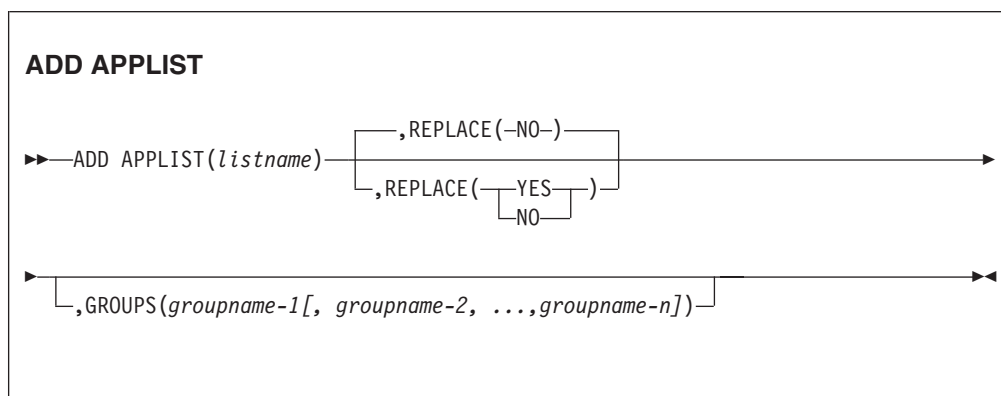 ADD APPLIST
,REPLACE(NO)
ADD APPLIST(listname)
,REPLACE( YES )
NO
,GROUPS(groupname-1[, groupname-2, ...,groupname-n])